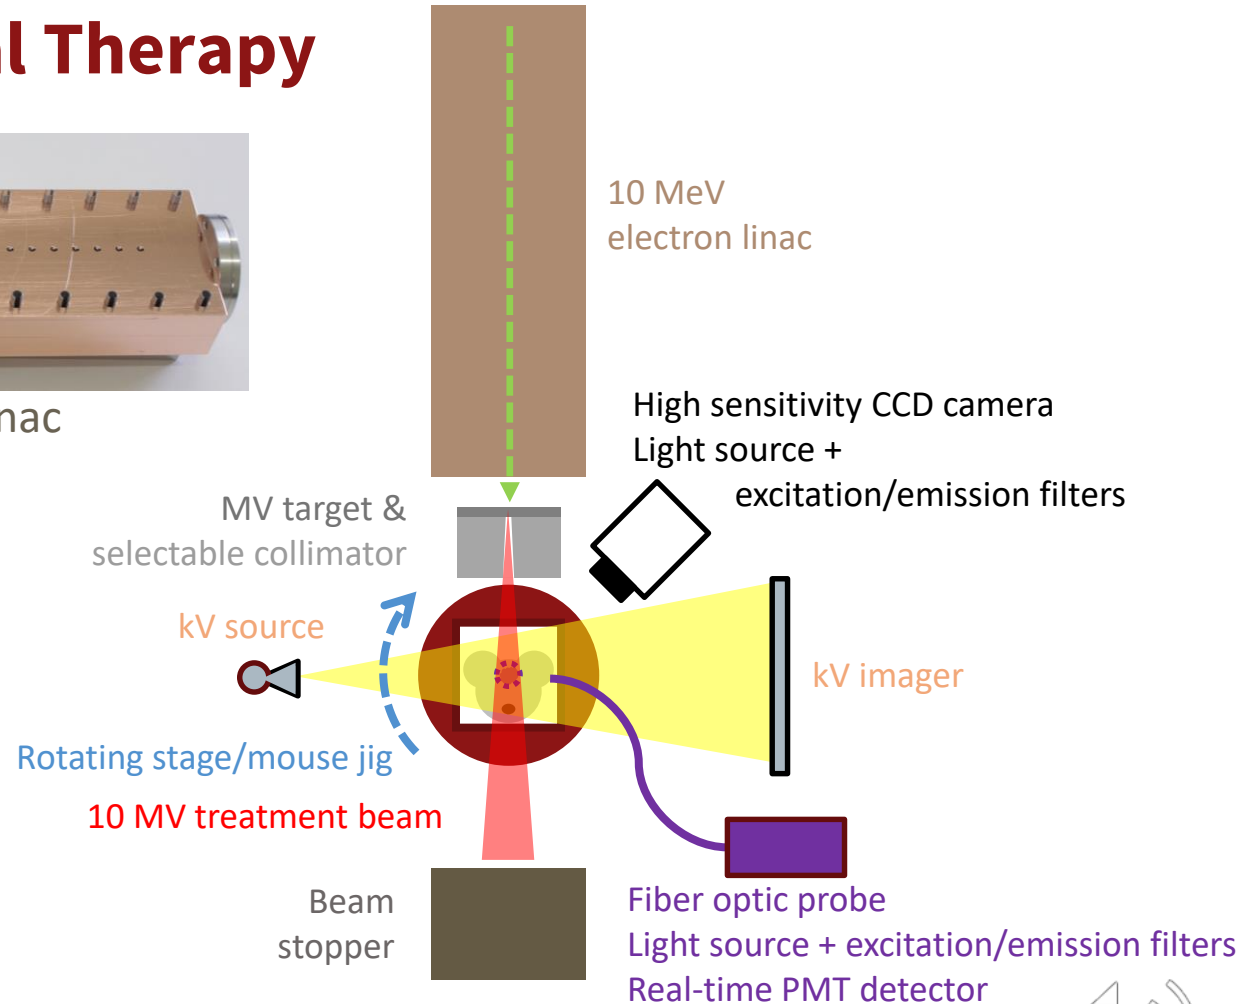 Therapy
10 MeV
electron linac
High sensitivity CCD camera
Light source +
excitation/emission filters
MV target &
selectable collimator
kV source
kV imager
Rotating stage/mouse jig
10 MV treatment beam
Beam
stopper
Fiber optic probe
Light source + excitation/emission filters
Real-time PMT detector